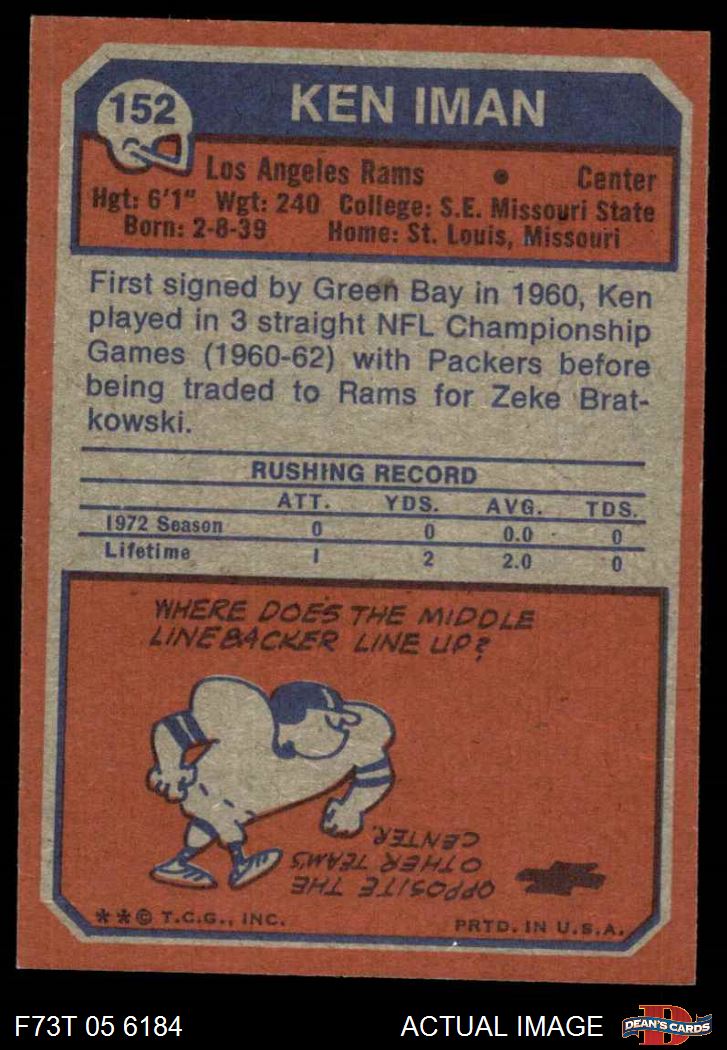 152
KEN IMAN
Los Angeles Rams • Center
Hgt: 6'1" Wgt: 240 College: S.E. Missouri State
Born: 2-8-39 Home: St. Louis, Missouri
First signed by Green Bay in 1960, Ken
played in 3 straight NFL Championship
Games (1960-62) with Packers before
being traded to Rams for Zeke Brat-
kowski.
RUSHING RECORD
ATT. YDS. AVG. TDS.
1972 Season 0 0 0.0 0
Lifetime 1 2 2.0 0
WHERE DOES THE MIDDLE
LINEBACKER LINE UP?
OPPOSITE THE
OTHER TEAM'S
CENTER.
**© T.C.G., INC. PRTD. IN U.S.A.
F73T 05 6184 ACTUAL IMAGE
D
DEAN'S CARDS